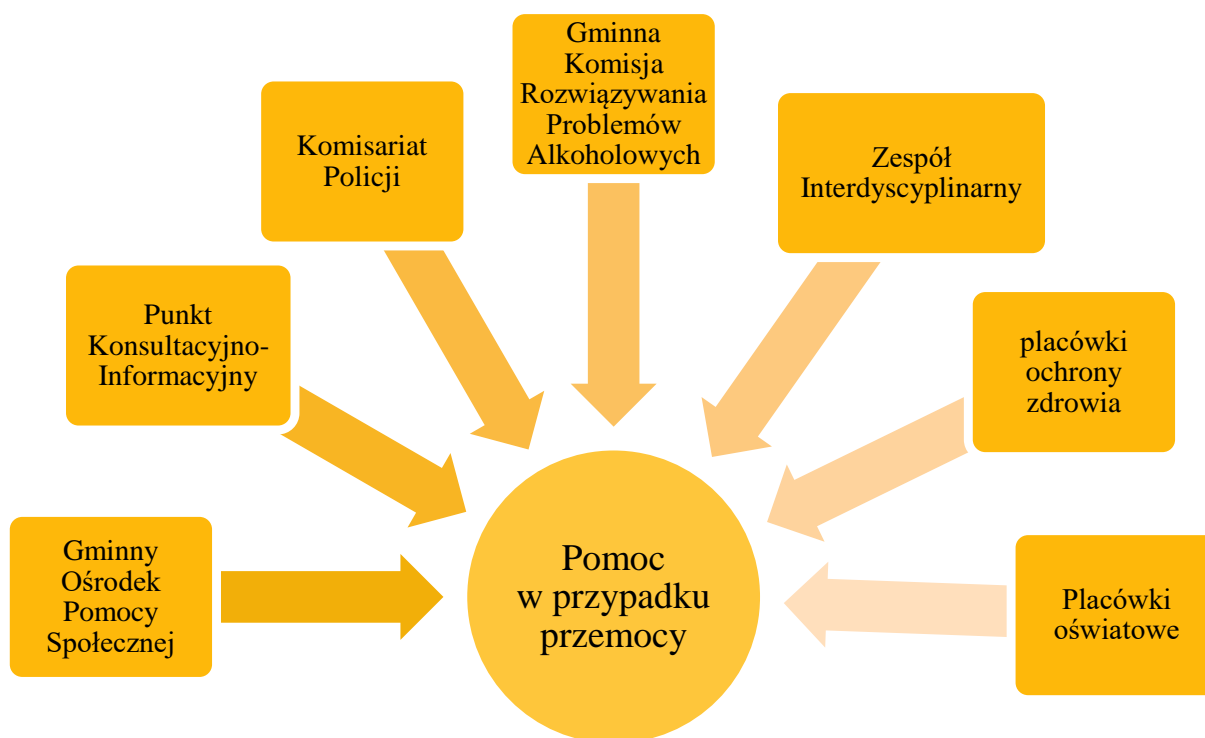 Gminna
Komisja
Rozwiązywania
Problemów
Alkoholowych
Komisariat
Policji
Zespół
Interdyscyplinarny
Punkt
Konsultacyjno-
Informacyjny
placówki
ochrony
zdrowia
Gminny
Ośrodek
Pomocy
Społecznej
Pomoc
w przypadku
przemocy
Placówki
oświatowe